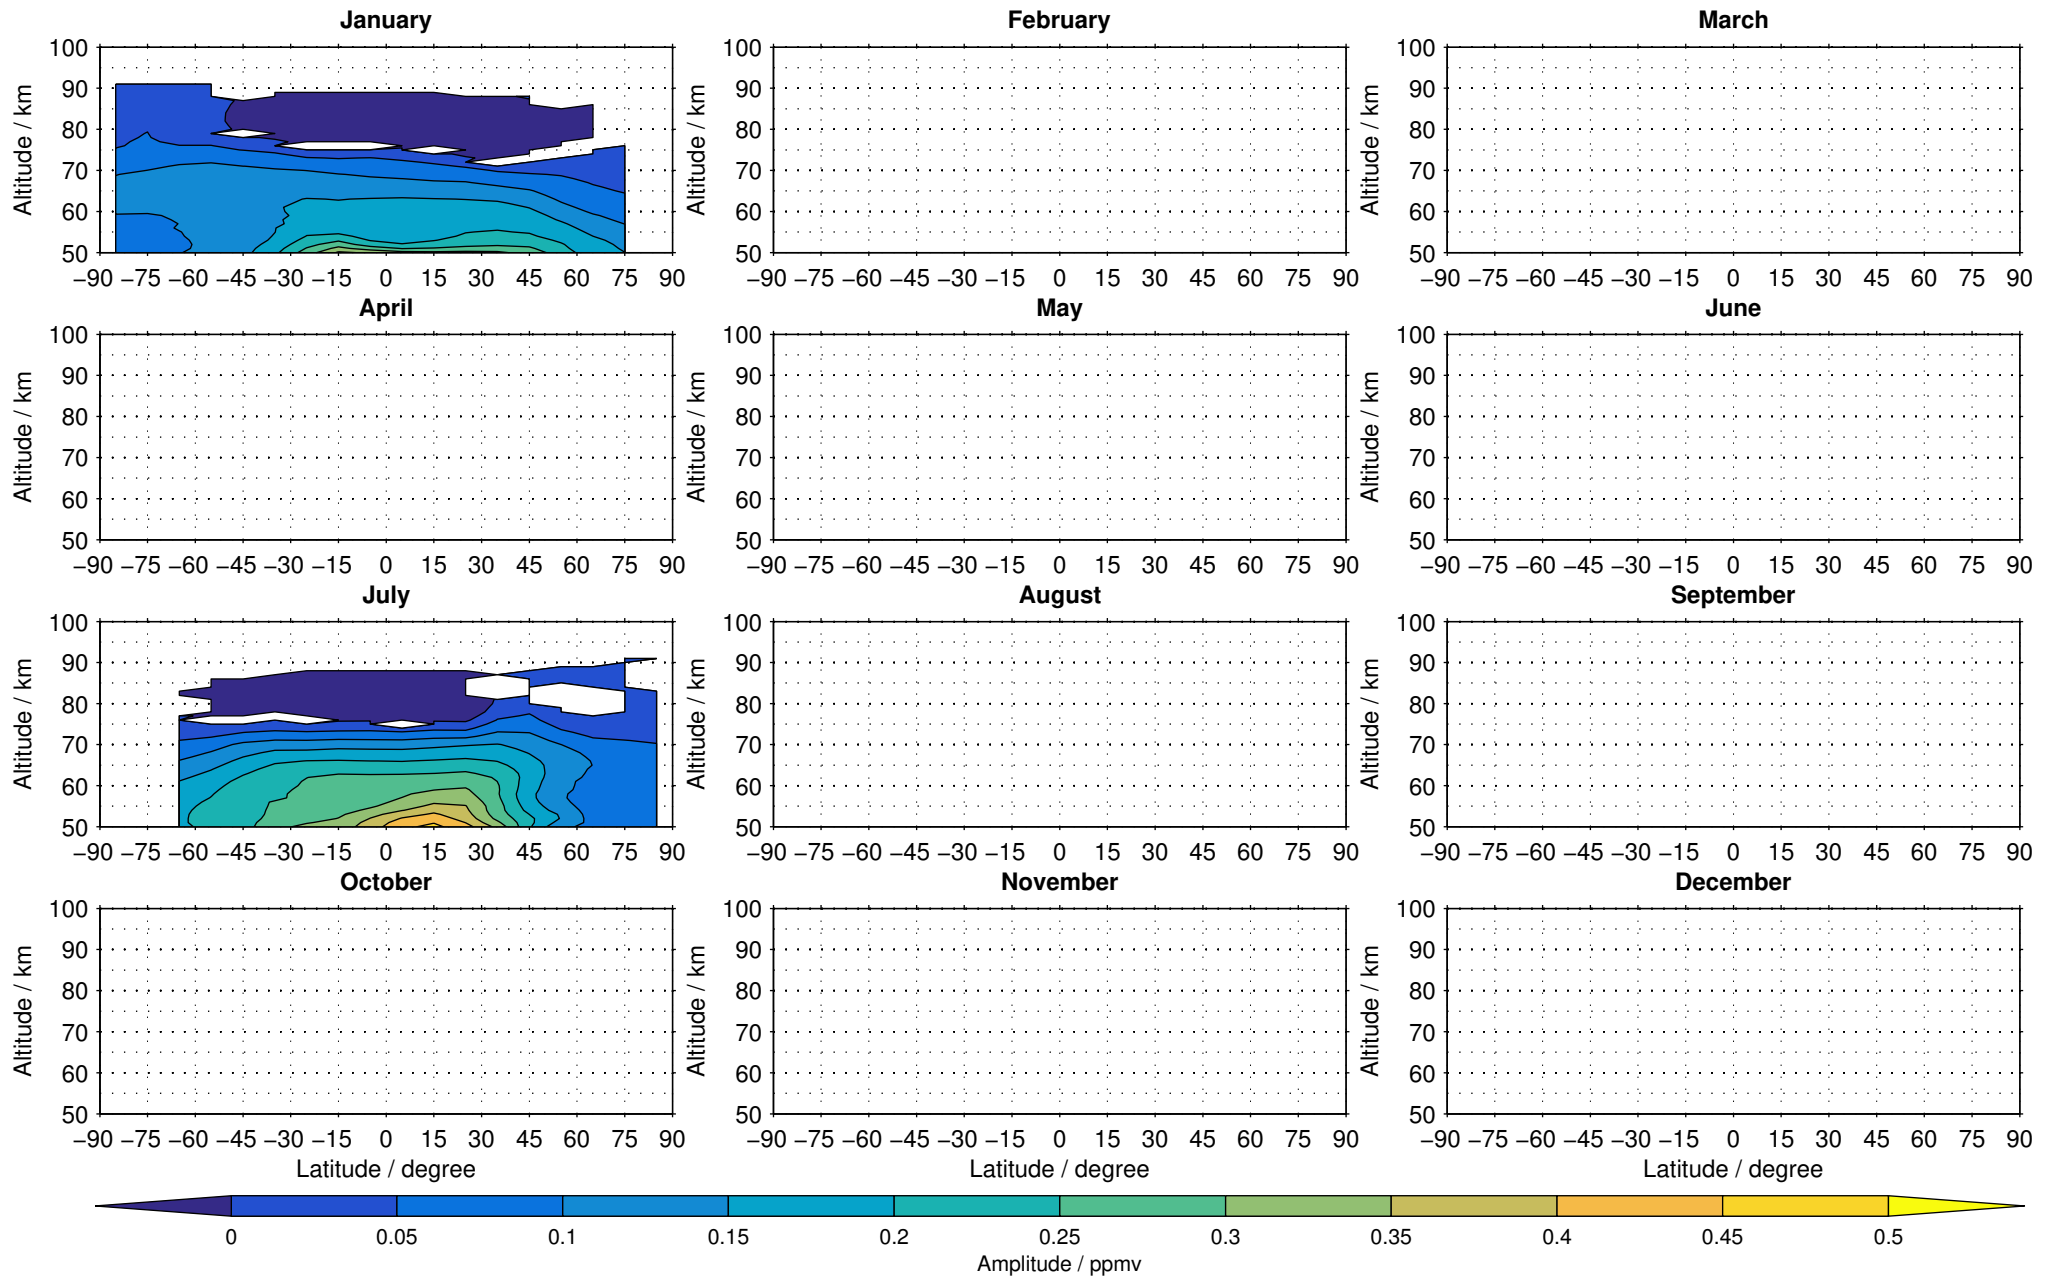 January February March
100 100 100
90 90 90
80 80 80
70 70 70
60 60 60
50 50 50
Altitude / km Altitude / km Altitude / km
−90 −75 −60 −45 −30 −15 0 15 30 45 60 75 90 −90 −75 −60 −45 −30 −15 0 15 30 45 60 75 90 −90 −75 −60 −45 −30 −15 0 15 30 45 60 75 90
April May June
100 100 100
90 90 90
80 80 80
70 70 70
60 60 60
50 50 50
Altitude / km Altitude / km Altitude / km
−90 −75 −60 −45 −30 −15 0 15 30 45 60 75 90 −90 −75 −60 −45 −30 −15 0 15 30 45 60 75 90 −90 −75 −60 −45 −30 −15 0 15 30 45 60 75 90
July August September
100 100 100
90 90 90
80 80 80
70 70 70
60 60 60
50 50 50
Altitude / km Altitude / km Altitude / km
−90 −75 −60 −45 −30 −15 0 15 30 45 60 75 90 −90 −75 −60 −45 −30 −15 0 15 30 45 60 75 90 −90 −75 −60 −45 −30 −15 0 15 30 45 60 75 90
October November December
100 100 100
90 90 90
80 80 80
70 70 70
60 60 60
50 50 50
Altitude / km Altitude / km Altitude / km
−90 −75 −60 −45 −30 −15 0 15 30 45 60 75 90 −90 −75 −60 −45 −30 −15 0 15 30 45 60 75 90 −90 −75 −60 −45 −30 −15 0 15 30 45 60 75 90
Latitude / degree Latitude / degree Latitude / degree
0 0.05 0.1 0.15 0.2 0.25 0.3 0.35 0.4 0.45 0.5
Amplitude / ppmv